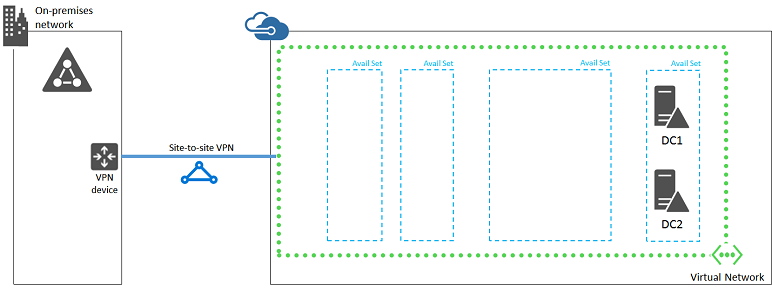 On-premises
network
Avail Set
Avail Set
Avail Set
Avail Set
DC1
Site-to-site VPN
VPN
device
DC2
Virtual Network